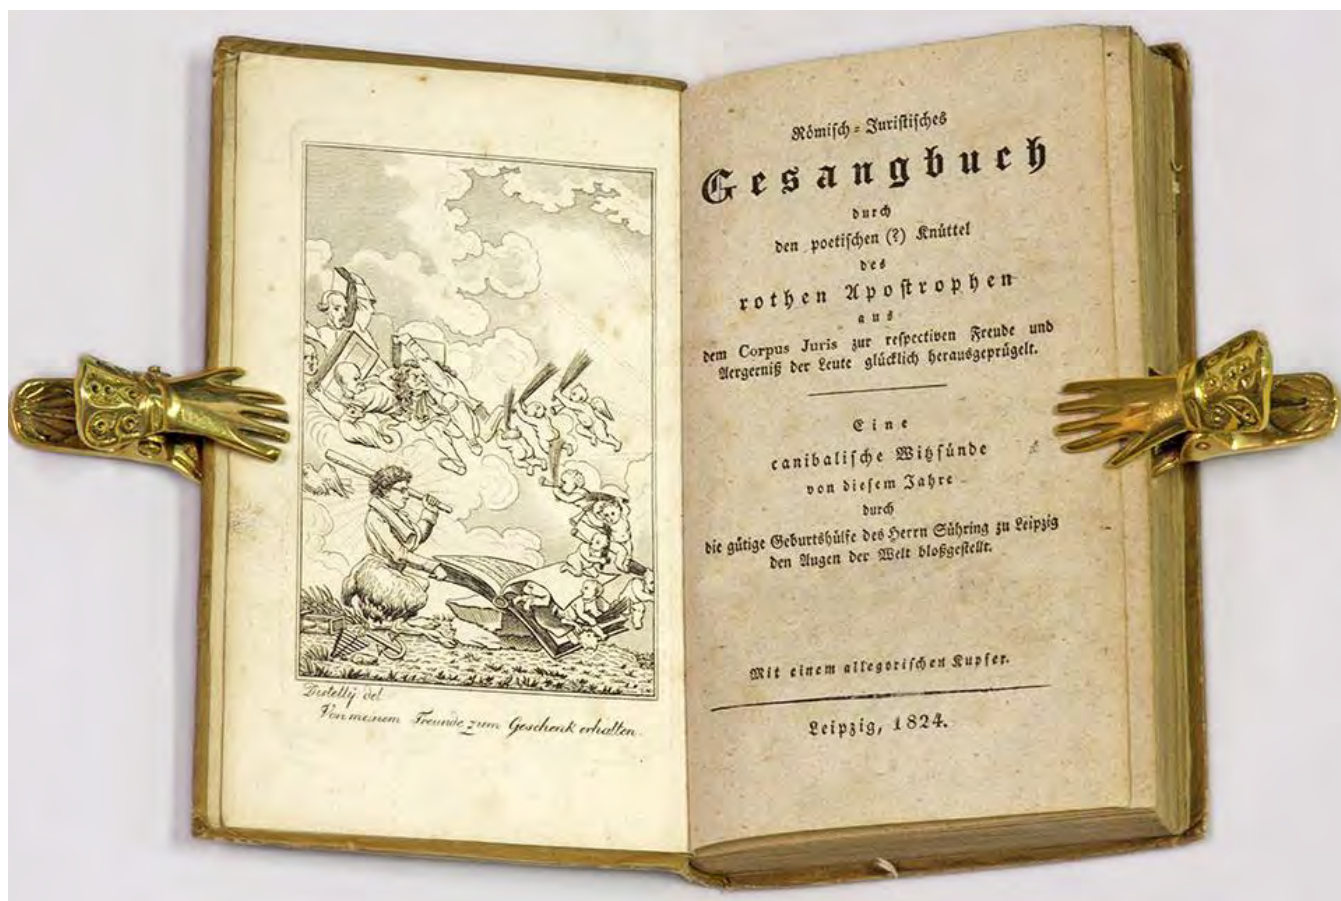 Distelly del.
Von meinem Freunde zum Geschenk erhalten.
Römisch-Juristisches
Gesangbuch
durch
den poetischen (?) Knüttel
des
rothen Apostrophen
aus
dem Corpus Juris zur respectiven Freude und
Aergerniß der Leute glücklich herausgeprügelt.
Eine
canibalische Witzsünde
von diesem Jahre
durch
die gütige Geburtshülfe des Herrn Sühring zu Leipzig
den Augen der Welt bloßgestellt.
Mit einem allegorischen Kupfer.
Leipzig, 1824.